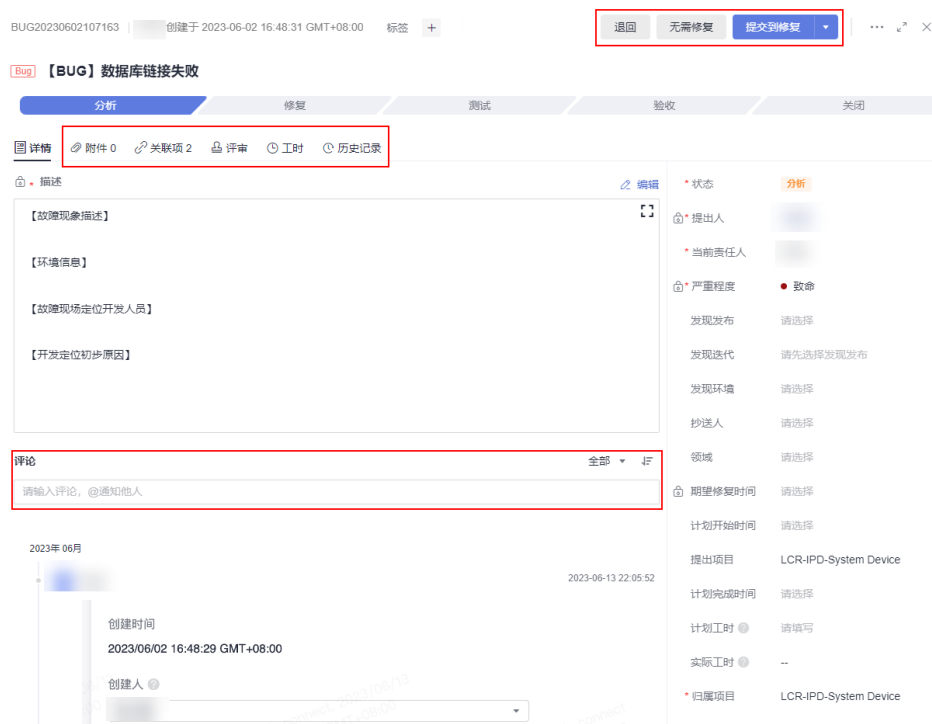 BUG20230602107163 创建于 2023-06-02 16:48:31 GMT+08:00 标签 + 退回 无需修复 提交到修复
Bug 【BUG】数据库链接失败
分析 修复 测试 验收 关闭
详情 附件 0 关联项 2 评审 工时 历史记录
* 描述 编辑
【故障现象描述】
【环境信息】
【故障现场定位开发人员】
【开发定位初步原因】
评论 全部
请输入评论，@通知他人
2023年 06月
2023-06-13 22:05:52
创建时间
2023/06/02 16:48:29 GMT+08:00
创建人
* 状态 分析
* 提出人
* 当前责任人
* 严重程度 致命
发现发布 请选择
发现迭代 请先选择发现发布
发现环境 请选择
抄送人 请选择
领域 请选择
期望修复时间 请选择
计划开始时间 请选择
提出项目 LCR-IPD-System Device
计划完成时间 请选择
计划工时 请填写
实际工时 --
* 归属项目 LCR-IPD-System Device